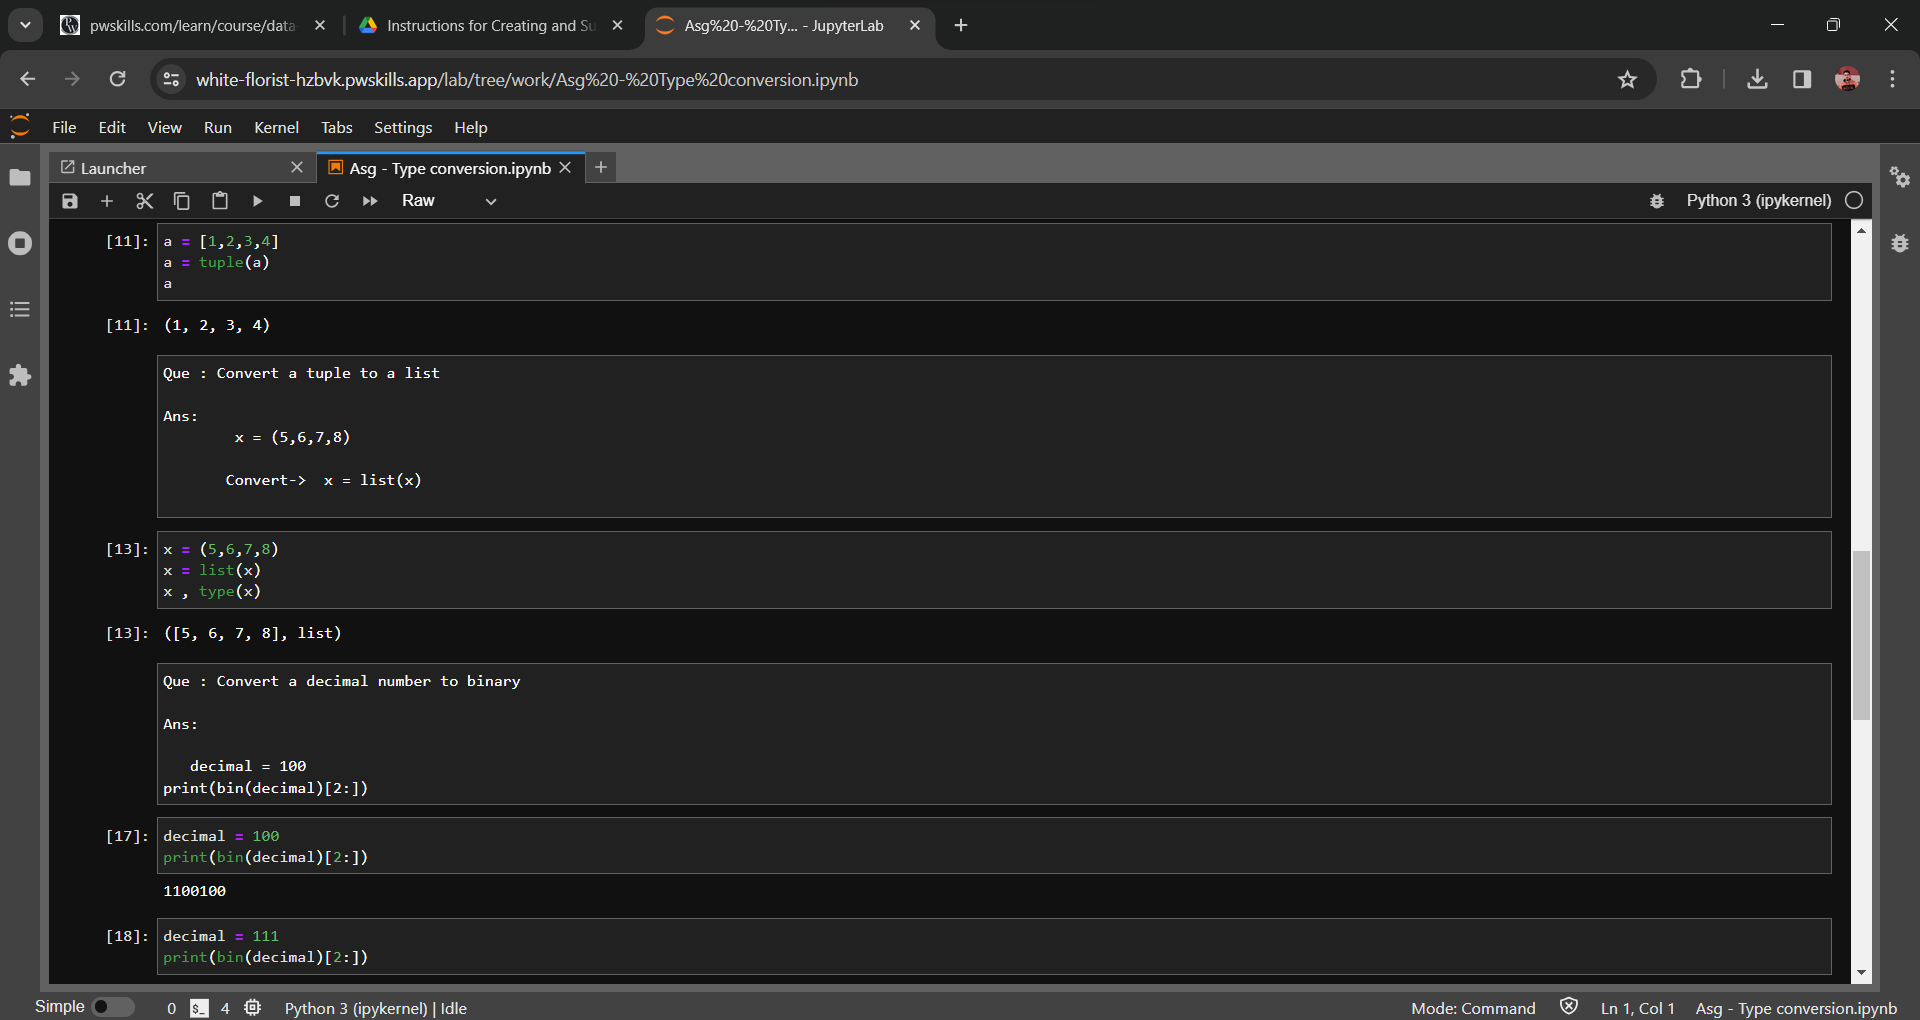 pwskills.com/learn/course/data-
Instructions for Creating and Su
Asg%20-%20Ty... - JupyterLab
white-florist-hzbvk.pwskills.app/lab/tree/work/Asg%20-%20Type%20conversion.ipynb
File Edit View Run Kernel Tabs Settings Help
Launcher
Asg - Type conversion.ipynb
Raw
Python 3 (ipykernel)
[11]: a = [1,2,3,4]
a = tuple(a)
a
[11]: (1, 2, 3, 4)
Que : Convert a tuple to a list
Ans:
x = (5,6,7,8)
Convert-> x = list(x)
[13]: x = (5,6,7,8)
x = list(x)
x , type(x)
[13]: ([5, 6, 7, 8], list)
Que : Convert a decimal number to binary
Ans:
decimal = 100
print(bin(decimal)[2:])
[17]: decimal = 100
print(bin(decimal)[2:])
1100100
[18]: decimal = 111
print(bin(decimal)[2:])
Simple 0 $_ 4 Python 3 (ipykernel) | Idle Mode: Command Ln 1, Col 1 Asg - Type conversion.ipynb